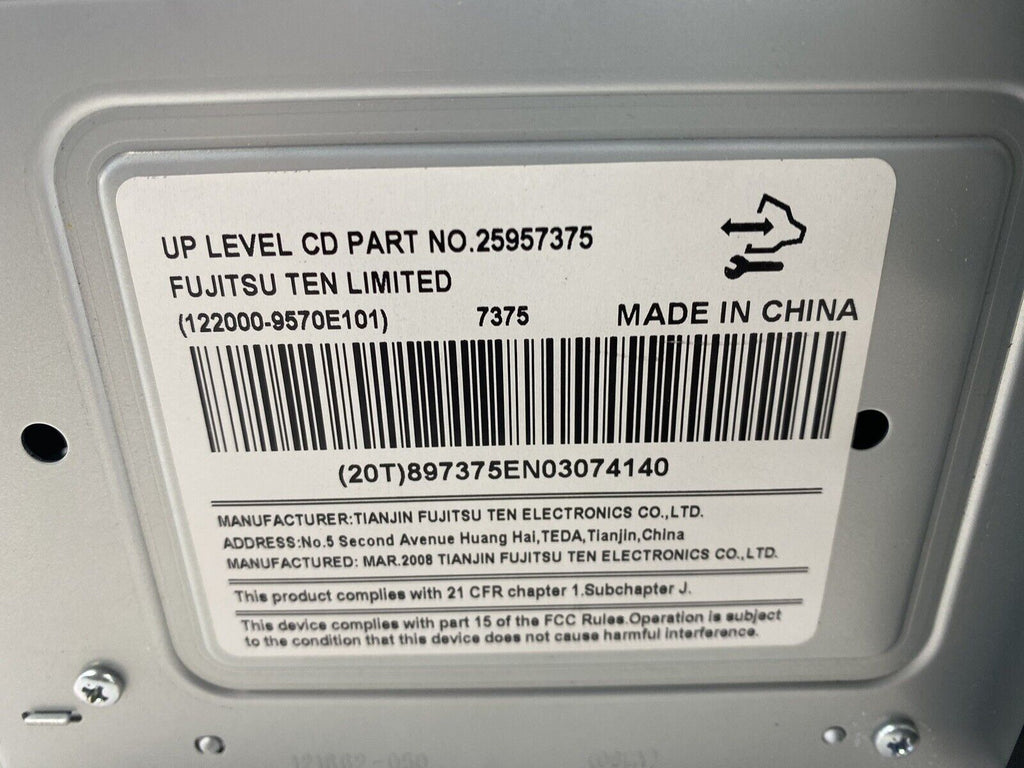 UP LEVEL CD PART NO.25957375
FUJITSU TEN LIMITED
(122000-9570E101) 7375 MADE IN CHINA
(20T)897375EN03074140
MANUFACTURER:TIANJIN FUJITSU TEN ELECTRONICS CO.,LTD.
ADDRESS:No.5 Second Avenue Huang Hai,TEDA,Tianjin,China
MANUFACTURED: MAR.2008 TIANJIN FUJITSU TEN ELECTRONICS CO.,LTD.
This product complies with 21 CFR chapter 1.Subchapter J.
This device complies with part 15 of the FCC Rules.Operation is subject
to the condition that this device does not cause harmful interference.